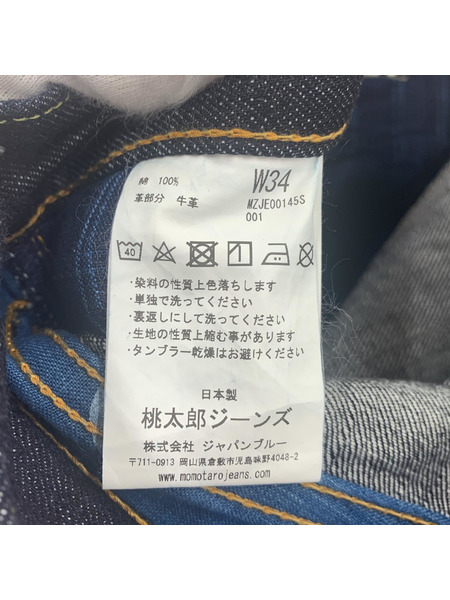 綿 100%
W34
革部分 牛革
MZJE00145S
001
40
・染料の性質上色落ちします
・単独で洗ってください
・裏返しにして洗ってください
・生地の性質上縮む事があります
・タンブラー乾燥はお避けください
日本製
桃太郎ジーンズ
株式会社 ジャパンブルー
〒711-0913 岡山県倉敷市児島味野4048-2
www.momotarojeans.com